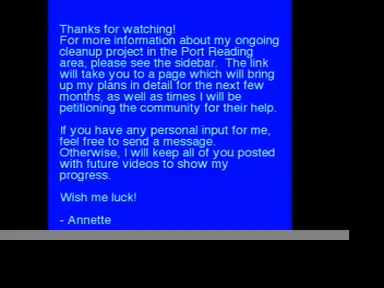 Thanks for watching!
For more information about my ongoing
cleanup project in the Port Reading
area, please see the sidebar. The link
will take you to a page which will bring
up my plans in detail for the next few
months, as well as times I will be
petitioning the community for their help.
If you have any personal input for me,
feel free to send a message.
Otherwise, I will keep all of you posted
with future videos to show my
progress.
Wish me luck!
- Annette